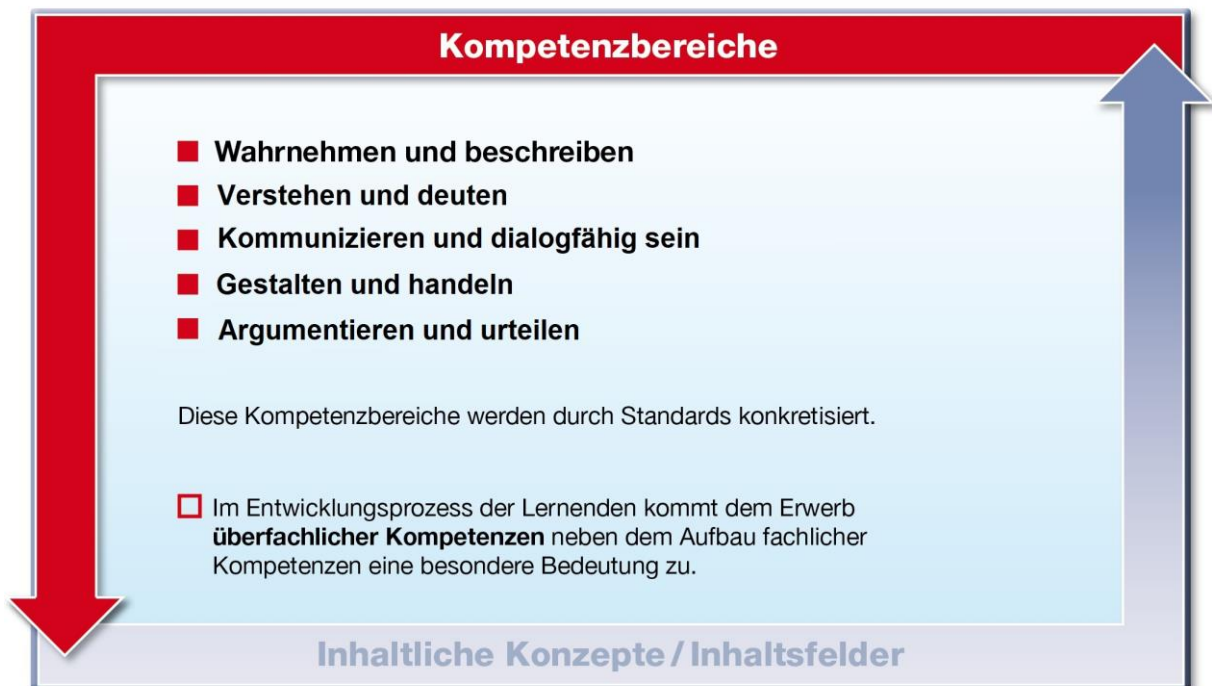 Kompetenzbereiche
Wahrnehmen und beschreiben
Verstehen und deuten
Kommunizieren und dialogfähig sein
Gestalten und handeln
Argumentieren und urteilen
Diese Kompetenzbereiche werden durch Standards konkretisiert.
Im Entwicklungsprozess der Lernenden kommt dem Erwerb
überfachlicher Kompetenzen neben dem Aufbau fachlicher
Kompetenzen eine besondere Bedeutung zu.
Inhaltliche Konzepte / Inhaltsfelder